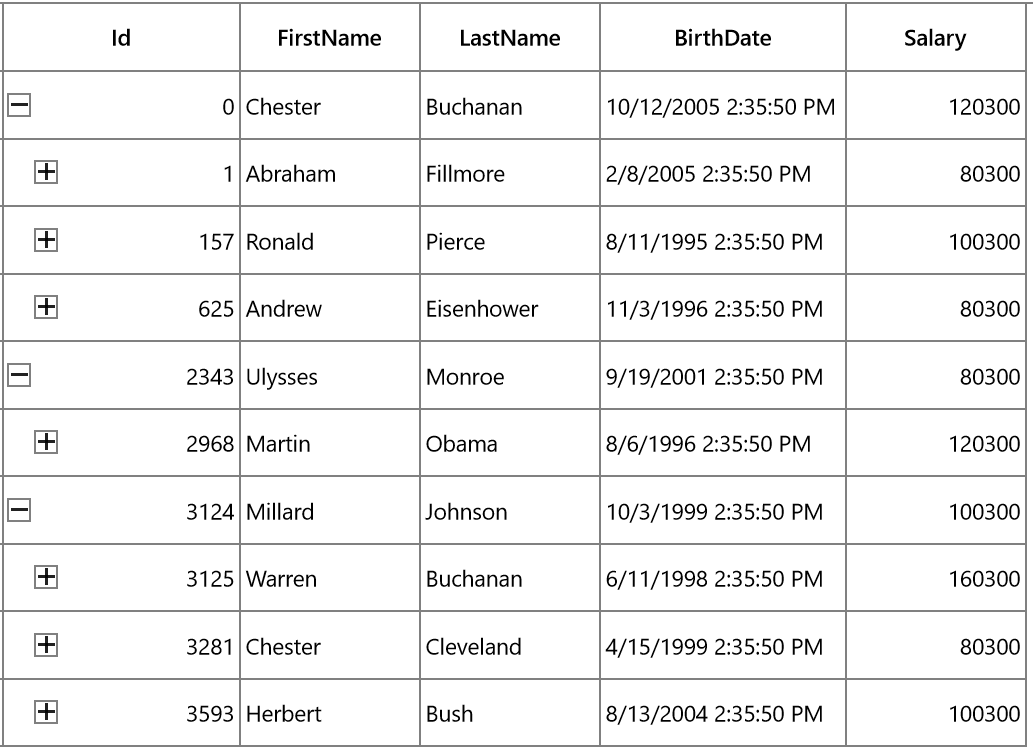 Id FirstName LastName BirthDate Salary
0 Chester Buchanan 10/12/2005 2:35:50 PM 120300
1 Abraham Fillmore 2/8/2005 2:35:50 PM 80300
157 Ronald Pierce 8/11/1995 2:35:50 PM 100300
625 Andrew Eisenhower 11/3/1996 2:35:50 PM 80300
2343 Ulysses Monroe 9/19/2001 2:35:50 PM 80300
2968 Martin Obama 8/6/1996 2:35:50 PM 120300
3124 Millard Johnson 10/3/1999 2:35:50 PM 100300
3125 Warren Buchanan 6/11/1998 2:35:50 PM 160300
3281 Chester Cleveland 4/15/1999 2:35:50 PM 80300
3593 Herbert Bush 8/13/2004 2:35:50 PM 100300